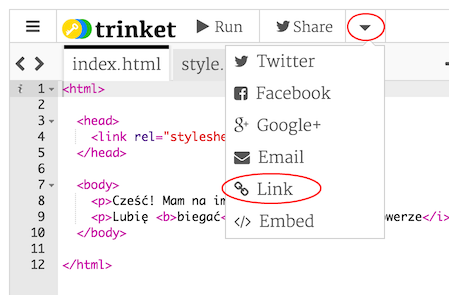 trinket Run Share
index.html style.
Twitter
Facebook
Google+
Email
Link
Embed
i 1 <html>
2
3 <head>
4 <link rel="stylesh
5 </head>
6
7 <body>
8 <p>Cześć! Mam na im
9 <p>Lubię <b>biegać< owerze</i>
10 </body>
11
12 </html>